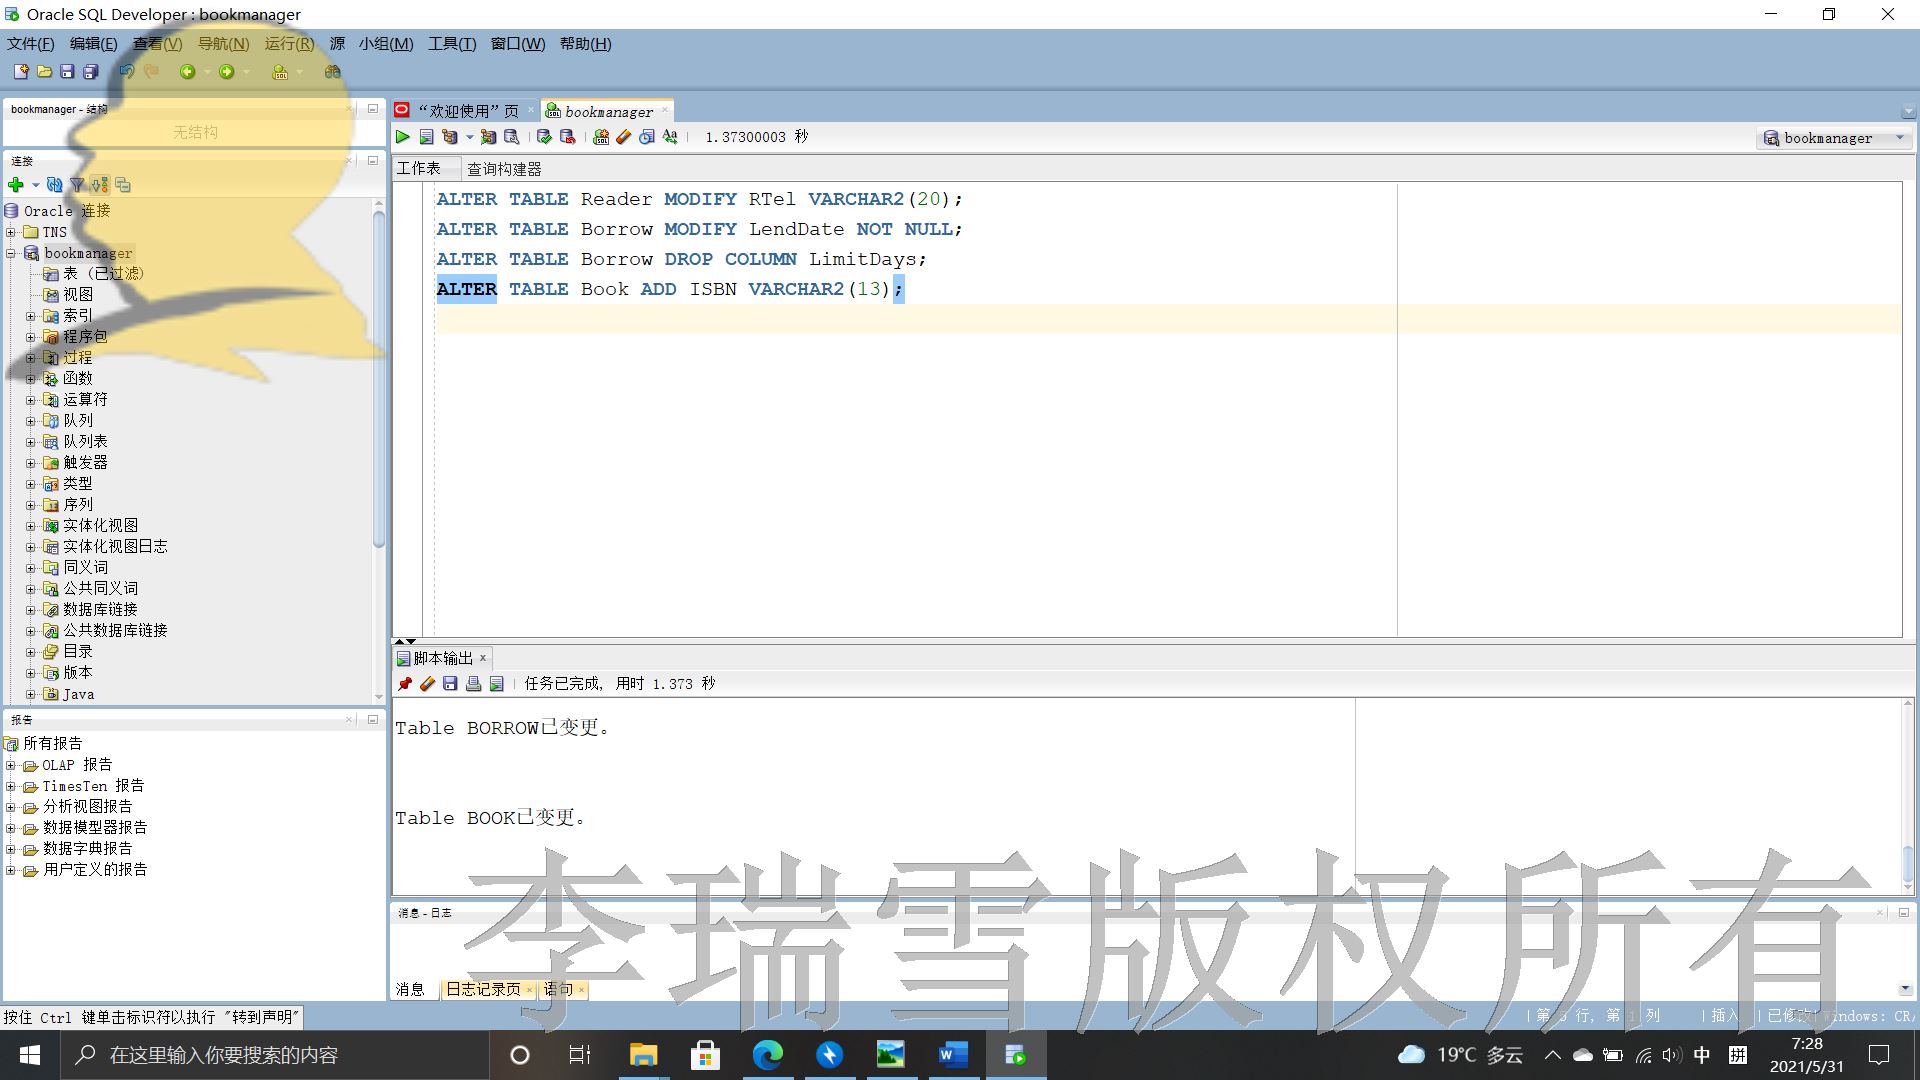 Oracle SQL Developer : bookmanager
文件(F) 编辑(E) 查看(V) 导航(N) 运行(R) 源 小组(M) 工具(T) 窗口(W) 帮助(H)
bookmanager - 结构
无结构
连接
Oracle 连接
TNS
bookmanager
表 (已过滤)
视图
索引
程序包
过程
函数
运算符
队列
队列表
触发器
类型
序列
实体化视图
实体化视图日志
同义词
公共同义词
数据库链接
公共数据库链接
目录
版本
Java
报告
所有报告
OLAP 报告
TimesTen 报告
分析视图报告
数据模型器报告
数据字典报告
用户定义的报告
“欢迎使用”页 bookmanager
1.37300003 秒
bookmanager
工作表 查询构建器
ALTER TABLE Reader MODIFY RTel VARCHAR2(20);
ALTER TABLE Borrow MODIFY LendDate NOT NULL;
ALTER TABLE Borrow DROP COLUMN LimitDays;
ALTER TABLE Book ADD ISBN VARCHAR2(13);
脚本输出
任务已完成, 用时 1.373 秒
Table BORROW已变更。
Table BOOK已变更。
李瑞雪版权所有
消息 - 日志
消息 日志记录页 语句
按住 Ctrl 键单击标识符以执行 "转到声明"
第 5 行, 第 1 列 插入 已修改 Windows: CR/
在这里输入你要搜索的内容
19°C 多云
中 拼
7:28
2021/5/31